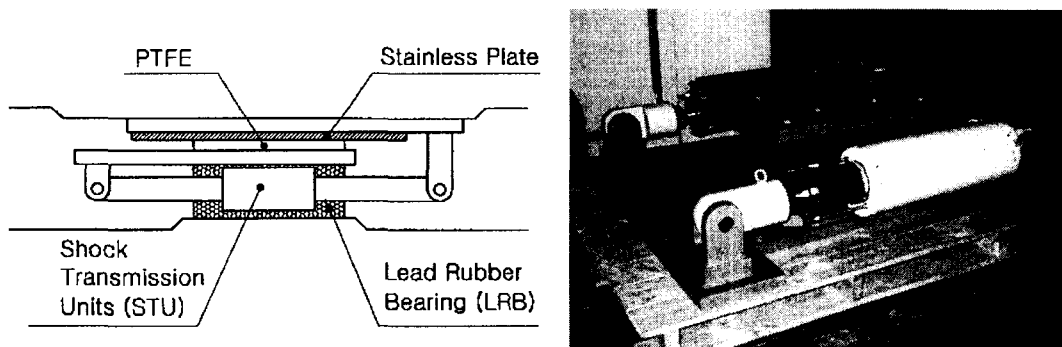 PTFE
Stainless Plate
Shock
Transmission
Units (STU)
Lead Rubber
Bearing (LRB)